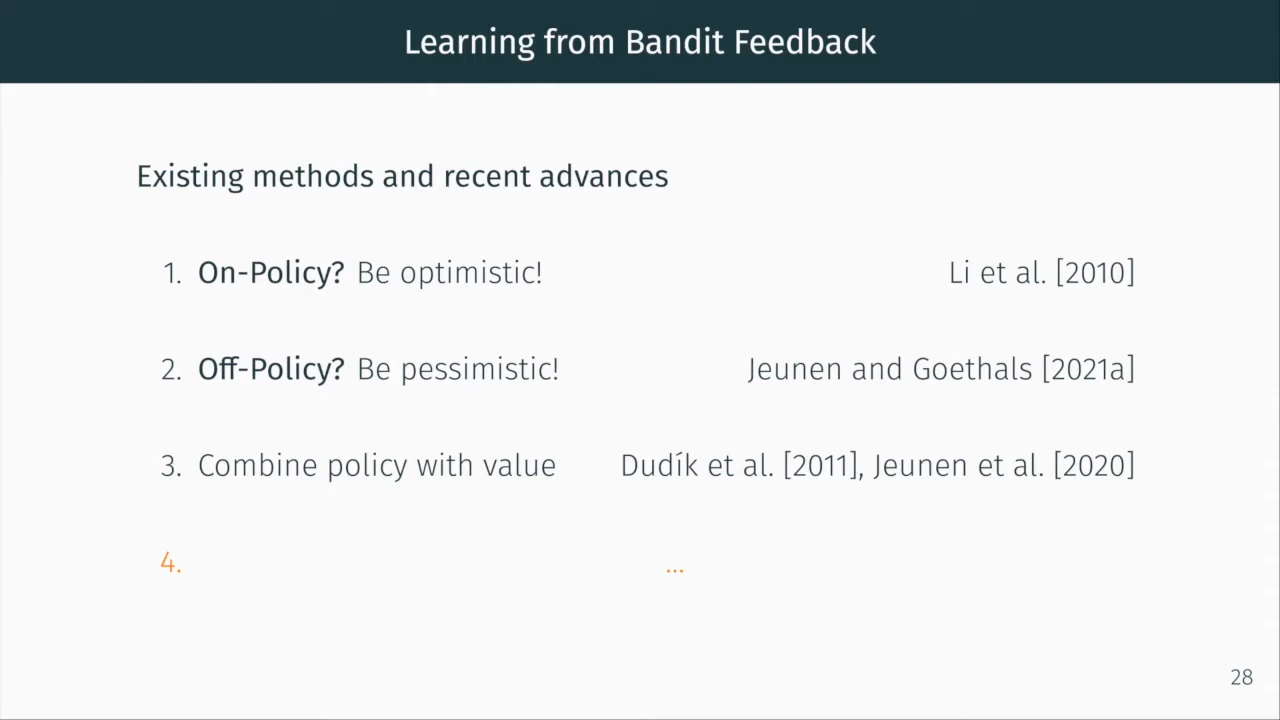 Learning from Bandit Feedback
Existing methods and recent advances
1. On-Policy? Be optimistic! Li et al. [2010]
2. Off-Policy? Be pessimistic! Jeunen and Goethals [2021a]
3. Combine policy with value Dudík et al. [2011], Jeunen et al. [2020]
4. ...
28